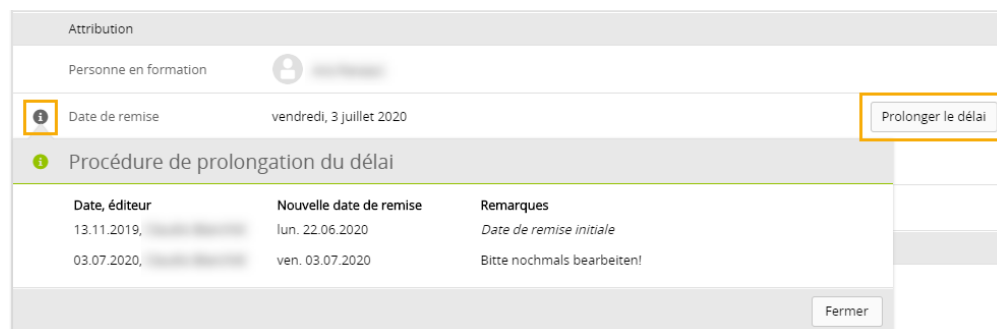 Attribution
Personne en formation
Date de remise vendredi, 3 juillet 2020 Prolonger le délai
Procédure de prolongation du délai
Date, éditeur Nouvelle date de remise Remarques
13.11.2019, lun. 22.06.2020 Date de remise initiale
03.07.2020, ven. 03.07.2020 Bitte nochmals bearbeiten!
Fermer